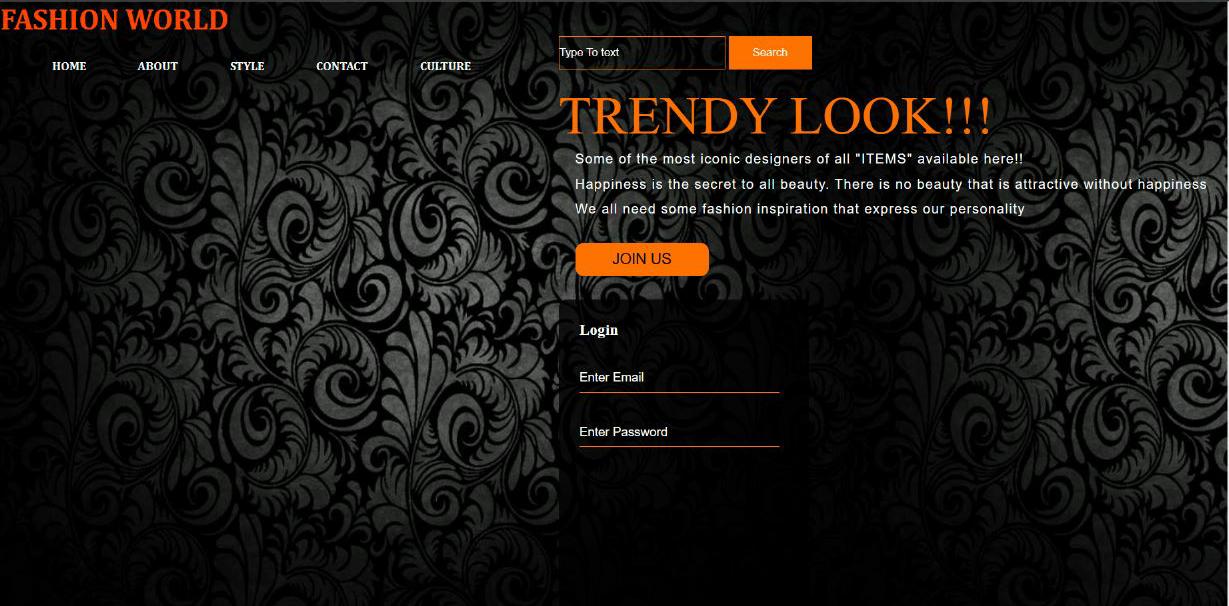 FASHION WORLD
HOME ABOUT STYLE CONTACT CULTURE
Type To text Search
TRENDY LOOK!!!
Some of the most iconic designers of all "ITEMS" available here!!
Happiness is the secret to all beauty. There is no beauty that is attractive without happiness
We all need some fashion inspiration that express our personality
JOIN US
Login
Enter Email
Enter Password